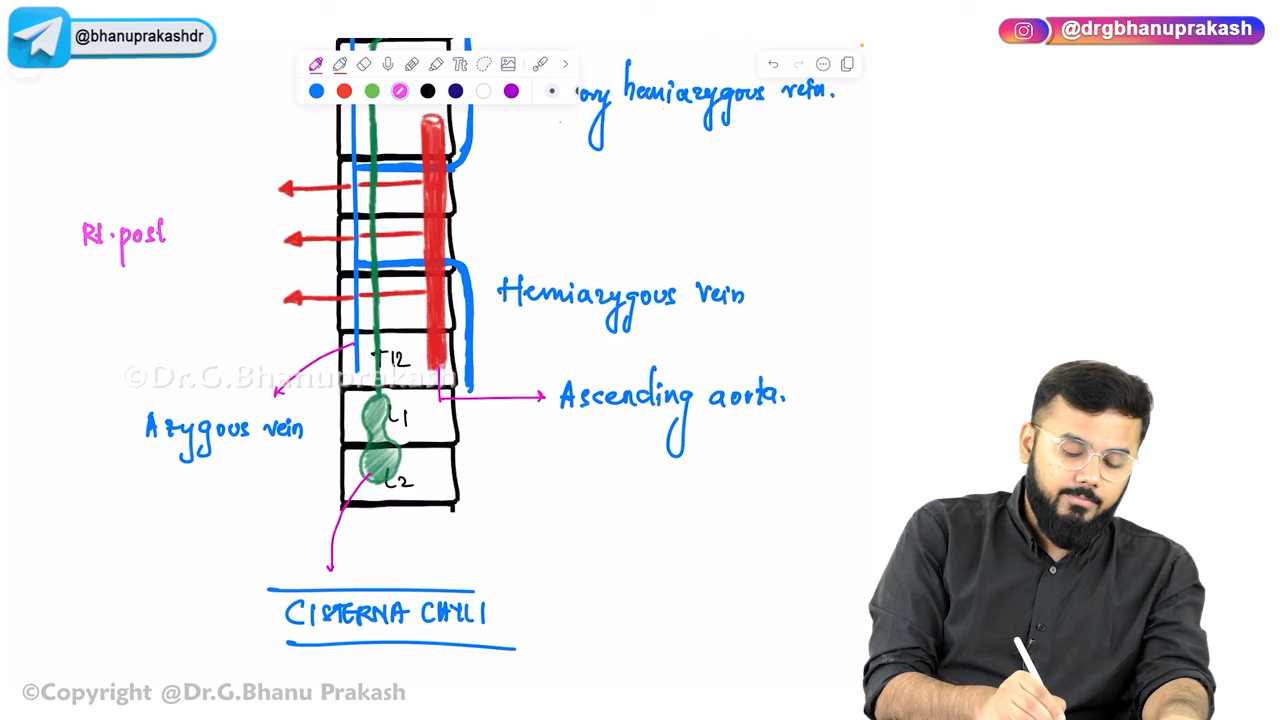 @bhanuprakashdr
@drgbhanuprakash
Tt
hemiazygous vein.
Rt. post
Hemiazygous vein
T12
©Dr.G.Bhanuprakash
Ascending aorta.
L1
Azygous vein
L2
CISTERNA CHYLI
©Copyright @Dr.G.Bhanu Prakash